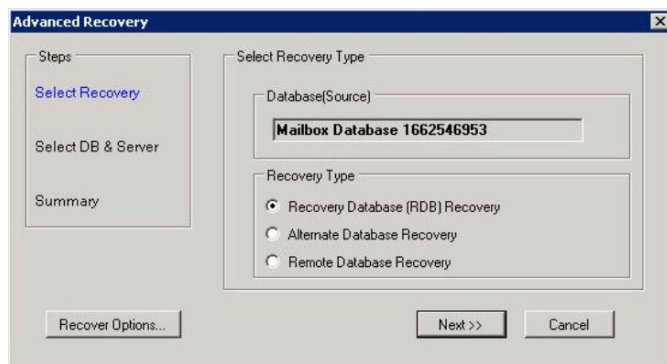 Advanced Recovery
Steps
Select Recovery
Select DB & Server
Summary
Select Recovery Type
Database(Source)
Mailbox Database 1662546953
Recovery Type
Recovery Database (RDB) Recovery
Alternate Database Recovery
Remote Database Recovery
Recover Options...
Next >>
Cancel